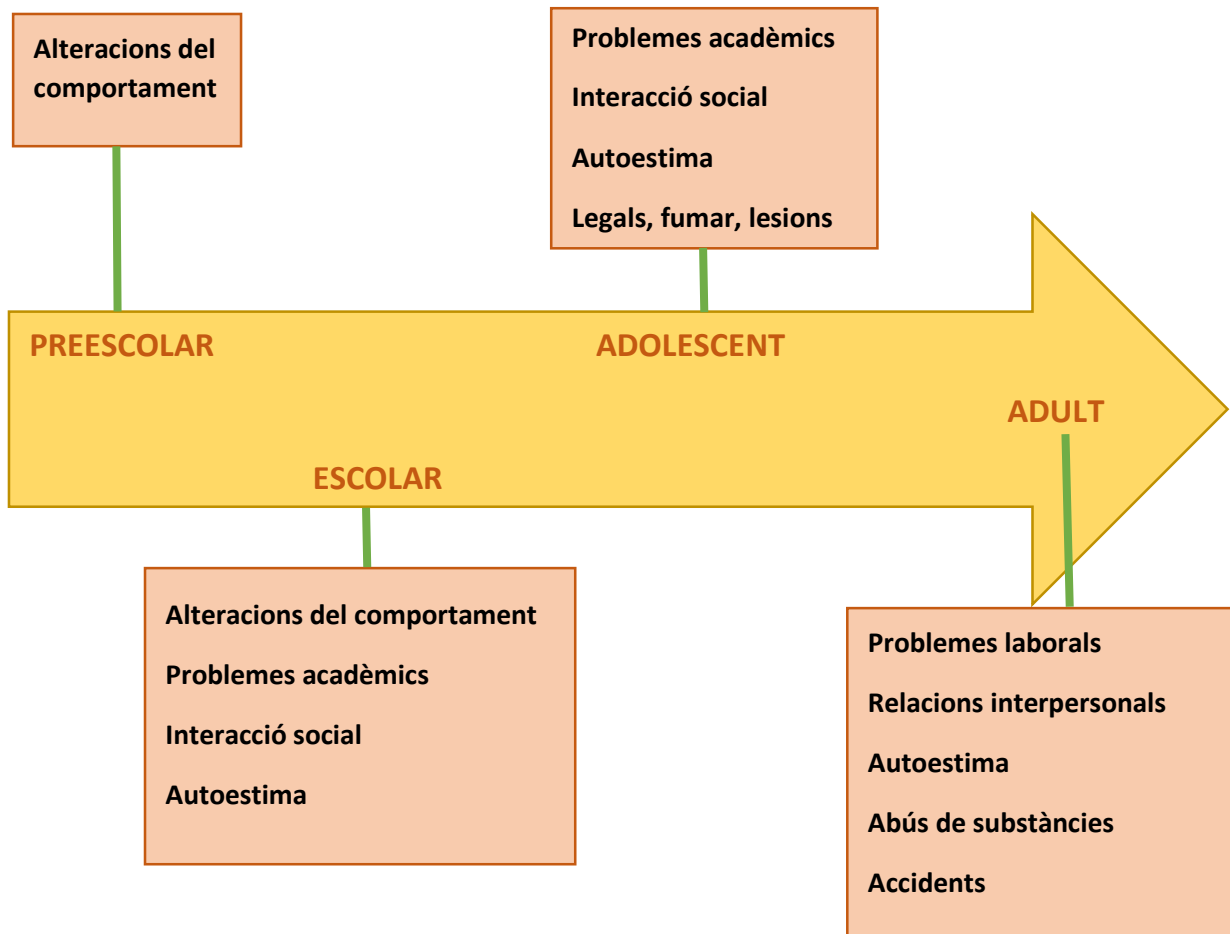 Alteracions del
comportament
Problemes acadèmics
Interacció social
Autoestima
Legals, fumar, lesions
PREESCOLAR
ADOLESCENT
ADULT
ESCOLAR
Alteracions del comportament
Problemes acadèmics
Interacció social
Autoestima
Problemes laborals
Relacions interpersonals
Autoestima
Abús de substàncies
Accidents